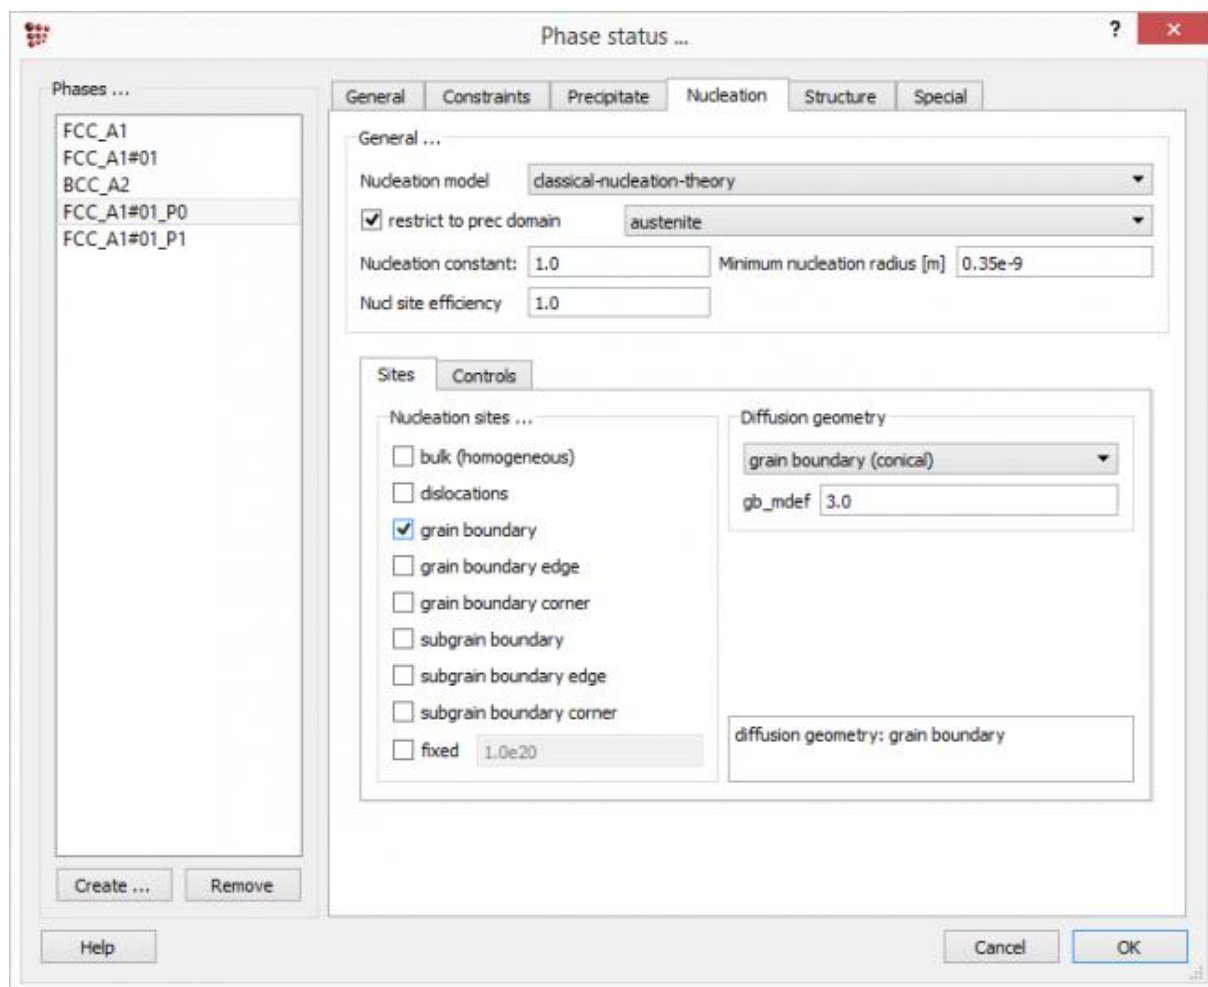 Phase status ...
?
Phases ...
FCC_A1
FCC_A1#01
BCC_A2
FCC_A1#01_P0
FCC_A1#01_P1
Create ...
Remove
General
Constraints
Precipitate
Nucleation
Structure
Special
General ...
Nucleation model
classical-nucleation-theory
restrict to prec domain
austenite
Nucleation constant:
1.0
Minimum nucleation radius [m]
0.35e-9
Nucl site efficiency
1.0
Sites
Controls
Nucleation sites ...
bulk (homogeneous)
dislocations
grain boundary
grain boundary edge
grain boundary corner
subgrain boundary
subgrain boundary edge
subgrain boundary corner
fixed
1.0e20
Diffusion geometry
grain boundary (conical)
gb_mdef
3.0
diffusion geometry: grain boundary
Help
Cancel
OK